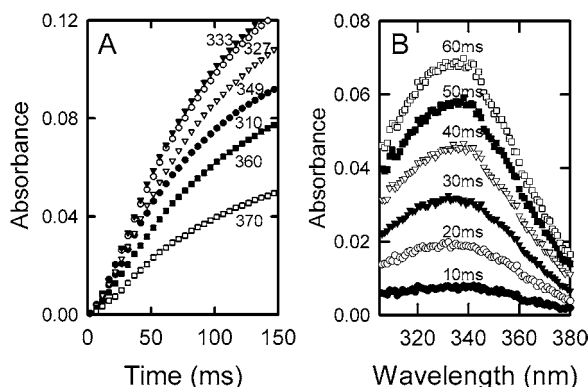 A
0.12
0.08
0.04
0.00
Absorbance
333
327
349
310
360
370
0
50
100
150
Time (ms)
B
0.08
0.06
0.04
0.02
0.00
Absorbance
60ms
50ms
40ms
30ms
20ms
10ms
320
340
360
380
Wavelength (nm)